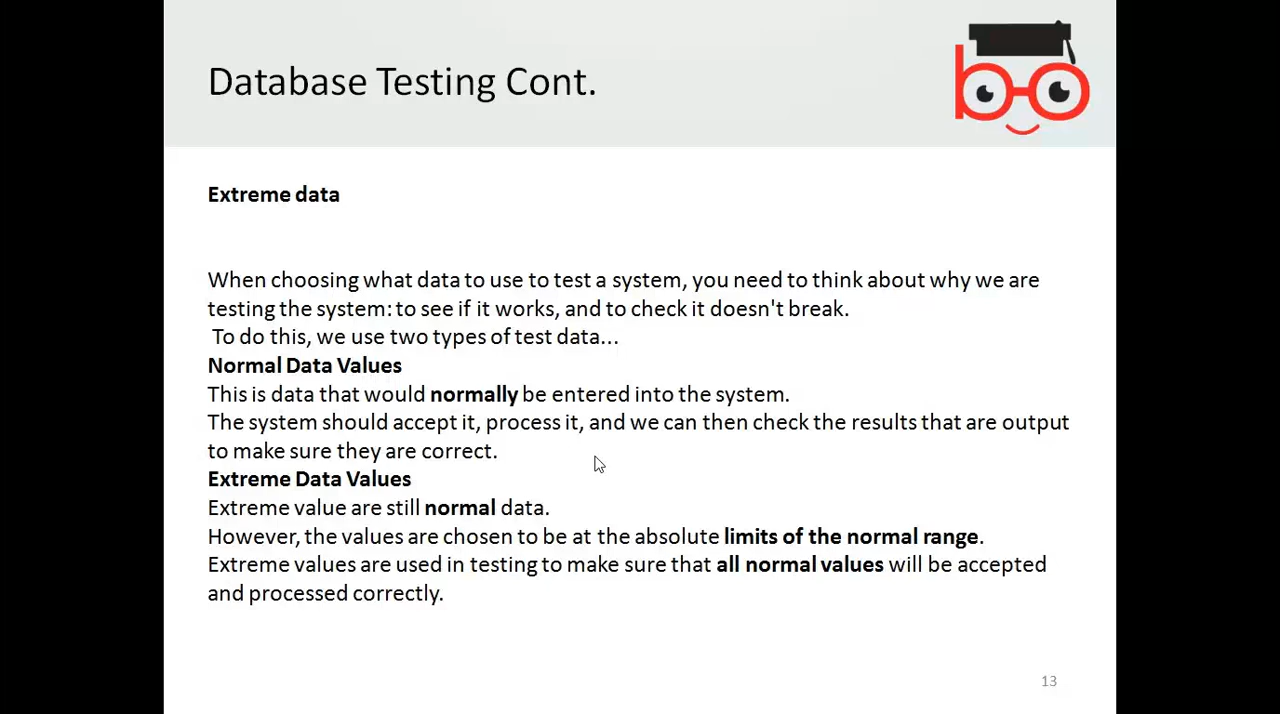 Database Testing Cont.
Extreme data
When choosing what data to use to test a system, you need to think about why we are
testing the system: to see if it works, and to check it doesn't break.
To do this, we use two types of test data...
Normal Data Values
This is data that would normally be entered into the system.
The system should accept it, process it, and we can then check the results that are output
to make sure they are correct.
Extreme Data Values
Extreme value are still normal data.
However, the values are chosen to be at the absolute limits of the normal range.
Extreme values are used in testing to make sure that all normal values will be accepted
and processed correctly.
13